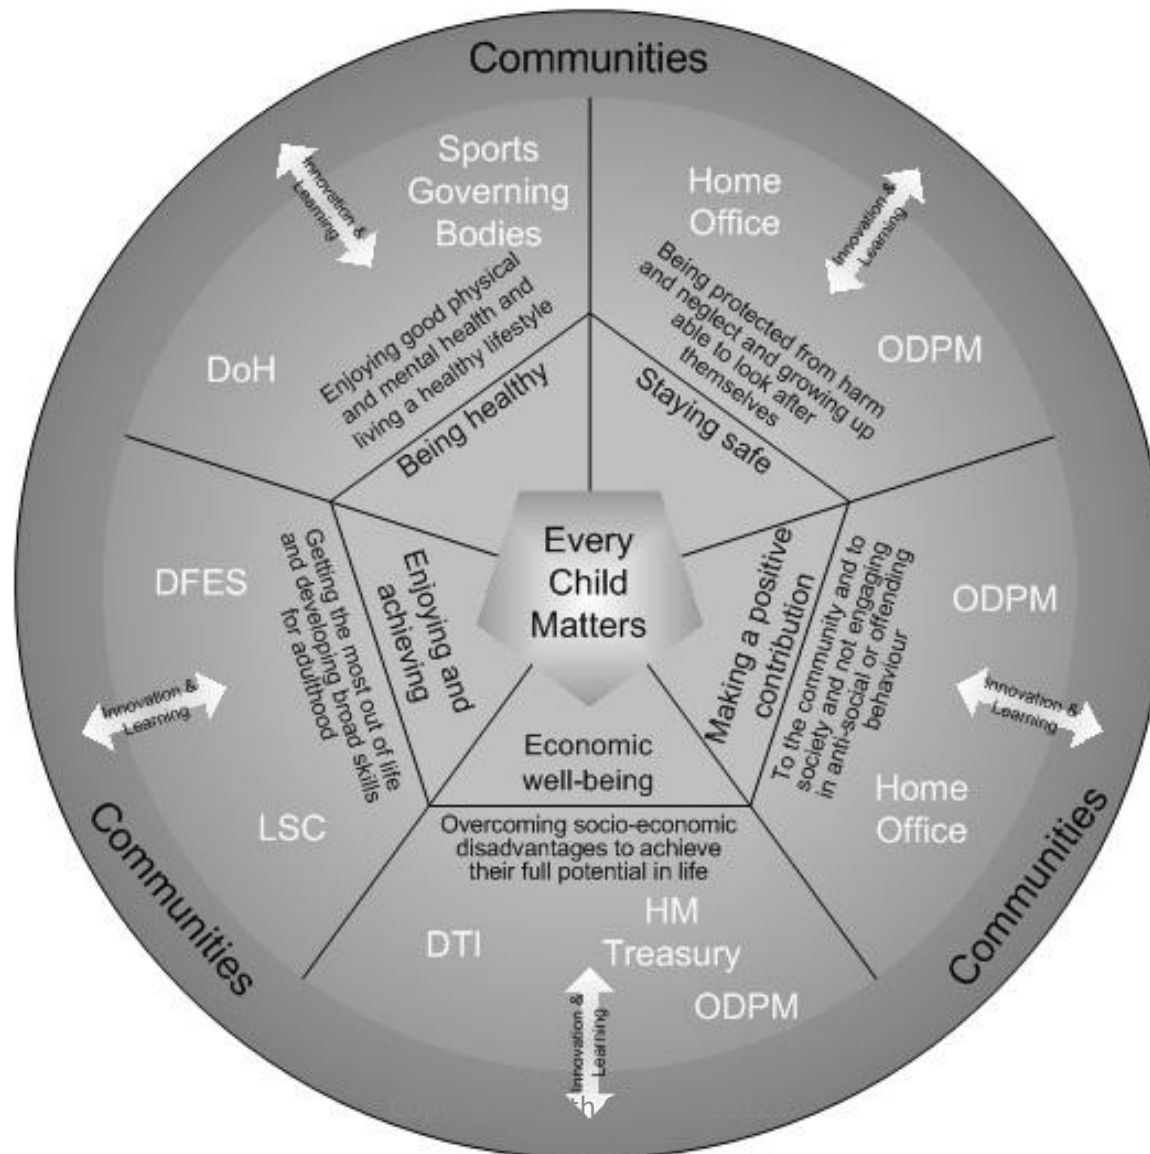 Communities
Sports
Governing
Bodies
Innovation &
Learning
DoH
Enjoying good physical
and mental health and
living a healthy lifestyle
Being healthy
Home
Office
Innovation &
Learning
ODPM
Being protected from harm
and neglect and growing up
able to look after
themselves
Staying safe
Every
Child
Matters
DFES
Innovation &
Learning
LSC
Getting the most out of life
and developing broad skills
for adulthood
Enjoying and
achieving
Making a positive
contribution
To the community and to
society and not engaging
in anti-social or offending
behaviour
ODPM
Innovation &
Learning
Home
Office
Economic
well-being
Overcoming socio-economic
disadvantages to achieve
their full potential in life
DTI
HM
Treasury
ODPM
Innovation &
Learning
Communities
Communities
2012